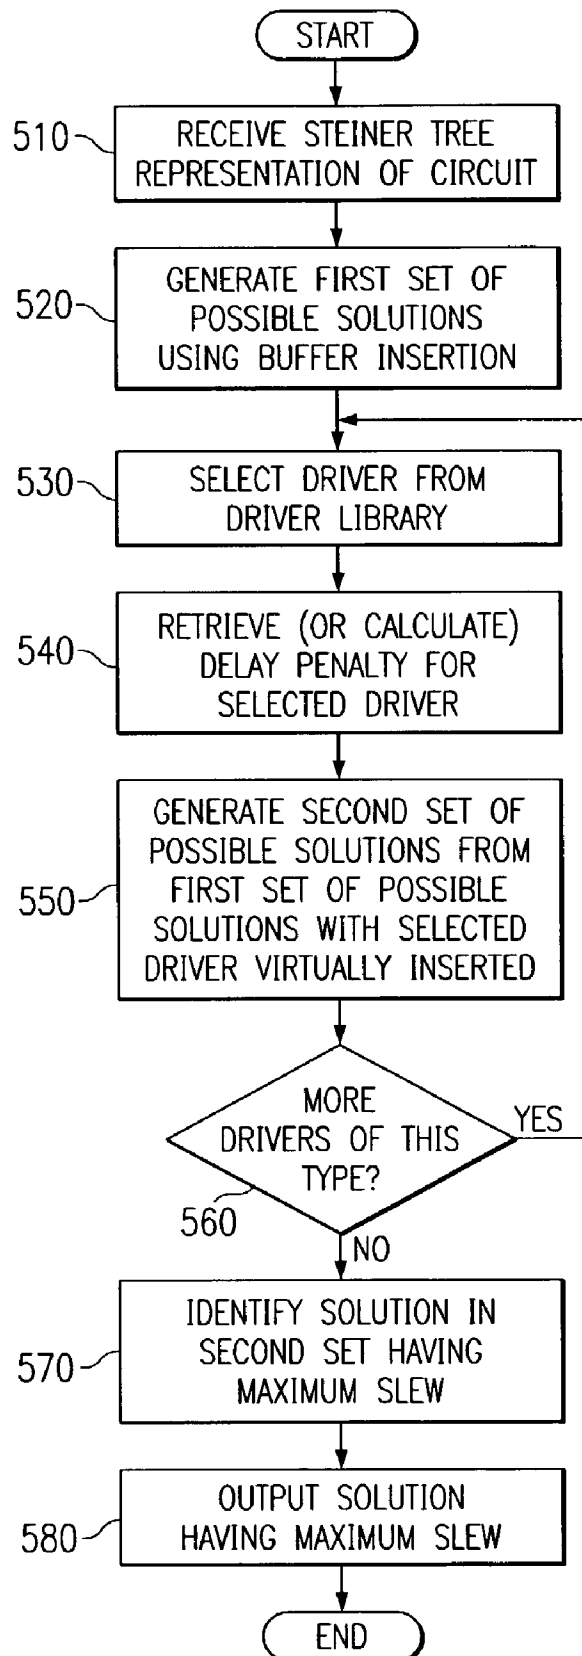 START
510
RECEIVE STEINER TREE
REPRESENTATION OF CIRCUIT
520
GENERATE FIRST SET OF
POSSIBLE SOLUTIONS
USING BUFFER INSERTION
530
SELECT DRIVER FROM
DRIVER LIBRARY
540
RETRIEVE (OR CALCULATE)
DELAY PENALTY FOR
SELECTED DRIVER
550
GENERATE SECOND SET OF
POSSIBLE SOLUTIONS FROM
FIRST SET OF POSSIBLE
SOLUTIONS WITH SELECTED
DRIVER VIRTUALLY INSERTED
MORE
DRIVERS OF THIS
TYPE?
YES
560
NO
570
IDENTIFY SOLUTION IN
SECOND SET HAVING
MAXIMUM SLEW
580
OUTPUT SOLUTION
HAVING MAXIMUM SLEW
END